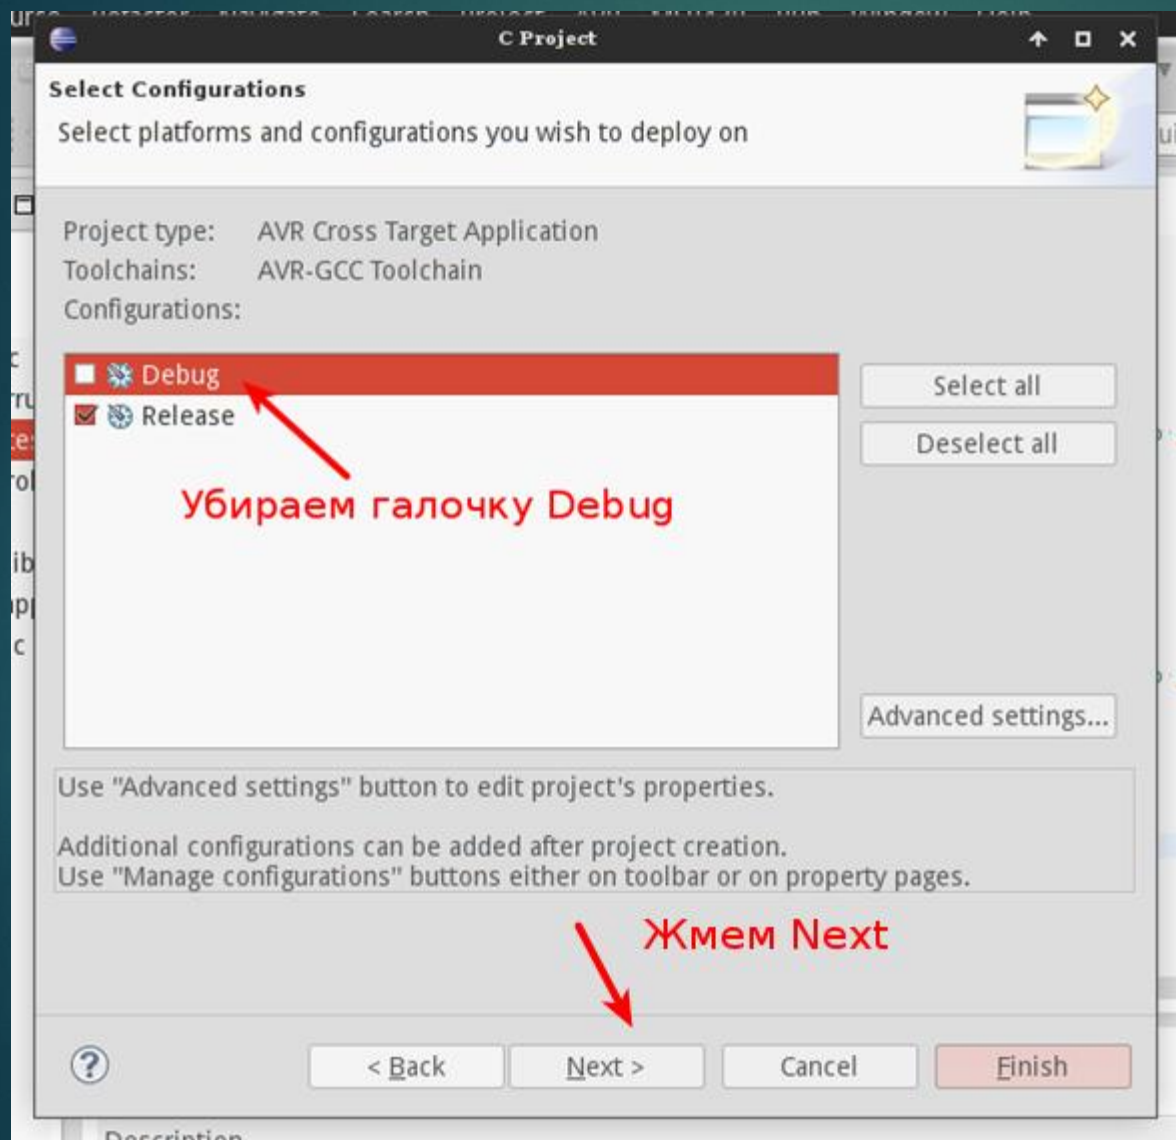 C Project
Select Configurations
Select platforms and configurations you wish to deploy on
Project type: AVR Cross Target Application
Toolchains: AVR-GCC Toolchain
Configurations:
Debug
Release
Select all
Deselect all
Убираем галочку Debug
Advanced settings...
Use "Advanced settings" button to edit project's properties.
Additional configurations can be added after project creation.
Use "Manage configurations" buttons either on toolbar or on property pages.
Жмем Next
< Back Next > Cancel Finish